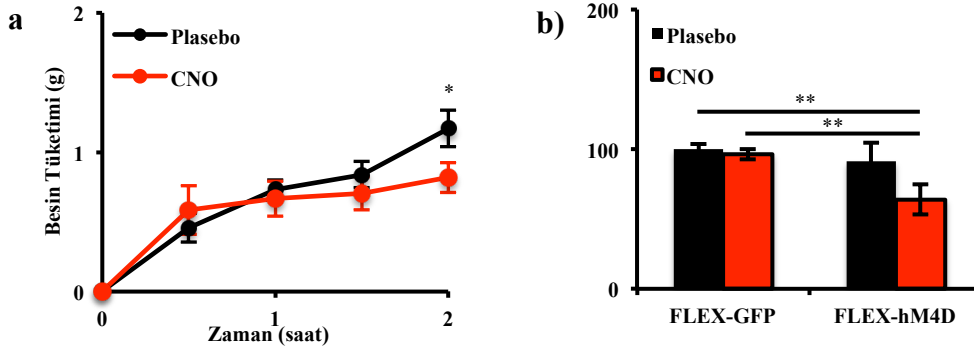 a
2
Plasebo
CNO
*
1
0
Besin Tüketimi (g)
0
1
2
Zaman (saat)
b)
200
Plasebo
CNO
**
**
100
0
FLEX-GFP
FLEX-hM4D